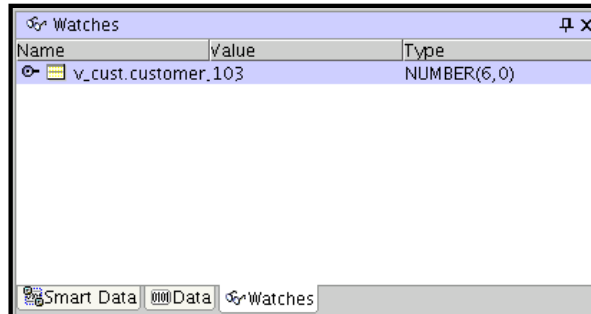 Watches
Name Value Type
v_cust.customer_ 103 NUMBER(6,0)
Smart Data Data Watches